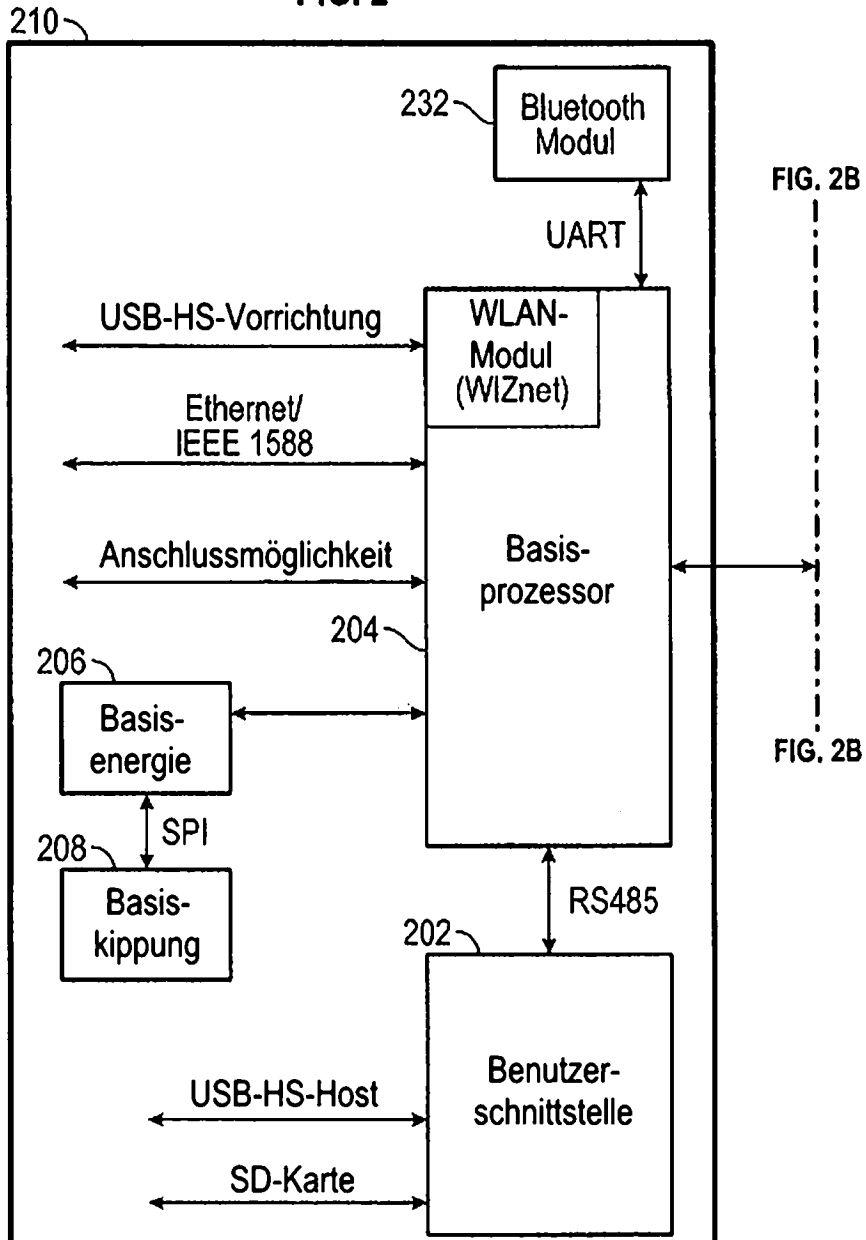 210
232
Bluetooth
Modul
FIG. 2B
UART
USB-HS-Vorrichtung
WLAN-
Modul
(WIZnet)
Ethernet/
IEEE 1588
Anschlussmöglichkeit
Basis-
prozessor
204
206
Basis-
energie
FIG. 2B
SPI
208
Basis-
kippung
RS485
202
Benutzer-
schnittstelle
USB-HS-Host
SD-Karte